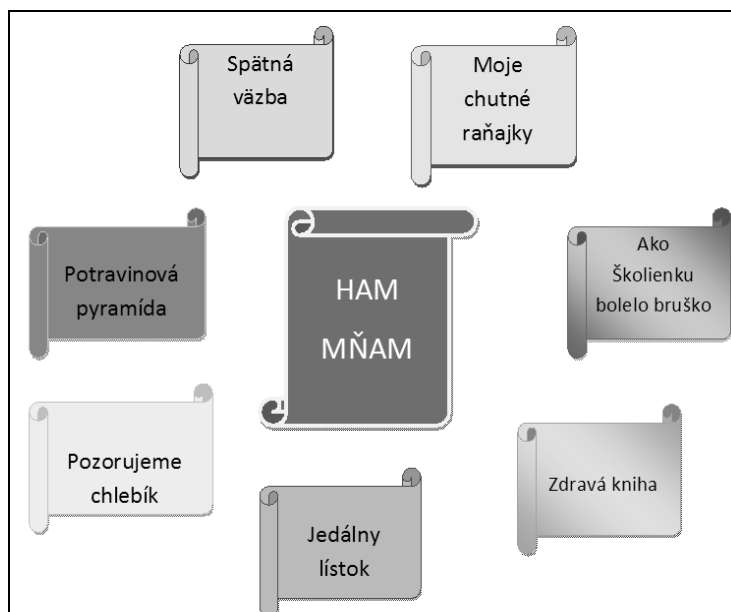 Spätná
väzba
Moje
chutné
raňajky
Potravinová
pyramída
HAM
MŇAM
Ako
Školienku
bolelo bruško
Pozorujeme
chlebík
Jedálny
lístok
Zdravá kniha